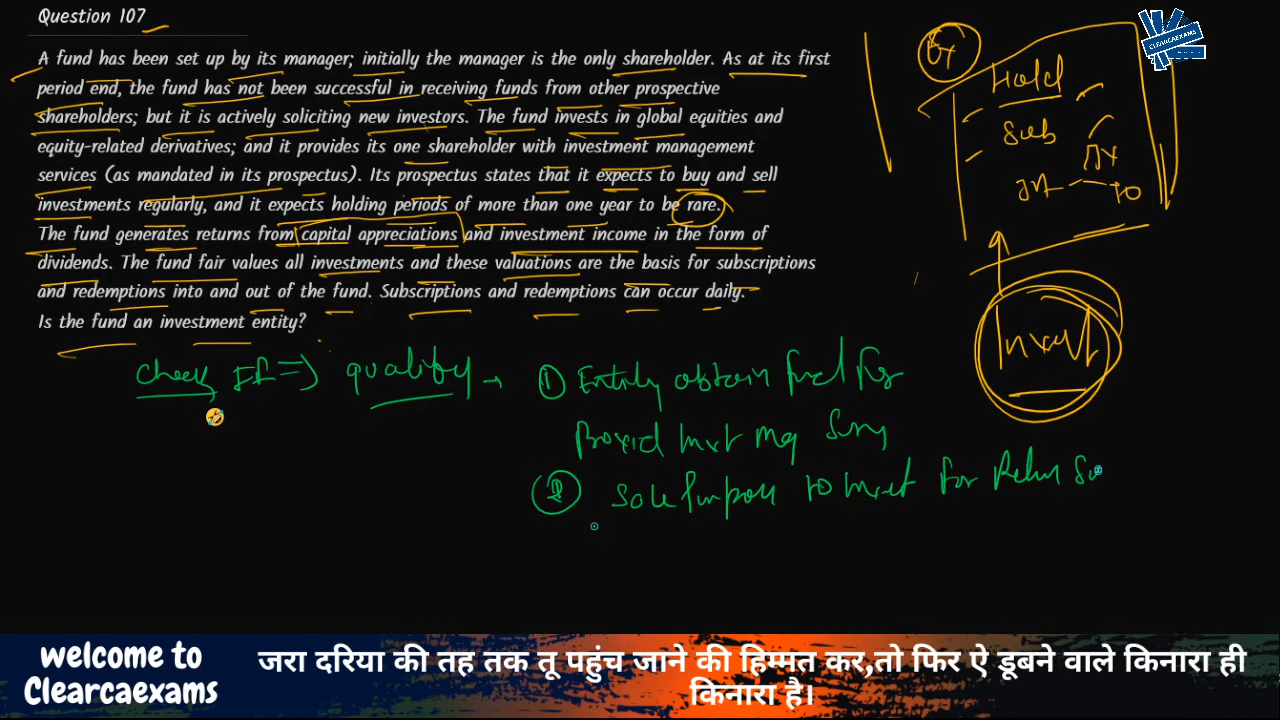 Question 107
CLEARCAEXAMS
A fund has been set up by its manager; initially the manager is the only shareholder. As at its first
period end, the fund has not been successful in receiving funds from other prospective
shareholders; but it is actively soliciting new investors. The fund invests in global equities and
equity-related derivatives; and it provides its one shareholder with investment management
services (as mandated in its prospectus). Its prospectus states that it expects to buy and sell
investments regularly, and it expects holding periods of more than one year to be rare.
The fund generates returns from capital appreciations and investment income in the form of
dividends. The fund fair values all investments and these valuations are the basis for subscriptions
and redemptions into and out of the fund. Subscriptions and redemptions can occur daily.
Is the fund an investment entity?
Hold
Sub
Invest
check IE => qualify → ① Entity obtain fund for
② Sole Purpose to Invest for Return
welcome to
Clearcaexams
जरा दरिया की तह तक तू पहुंच जाने की हिम्मत कर,तो फिर ऐ डूबने वाले किनारा ही
किनारा है।